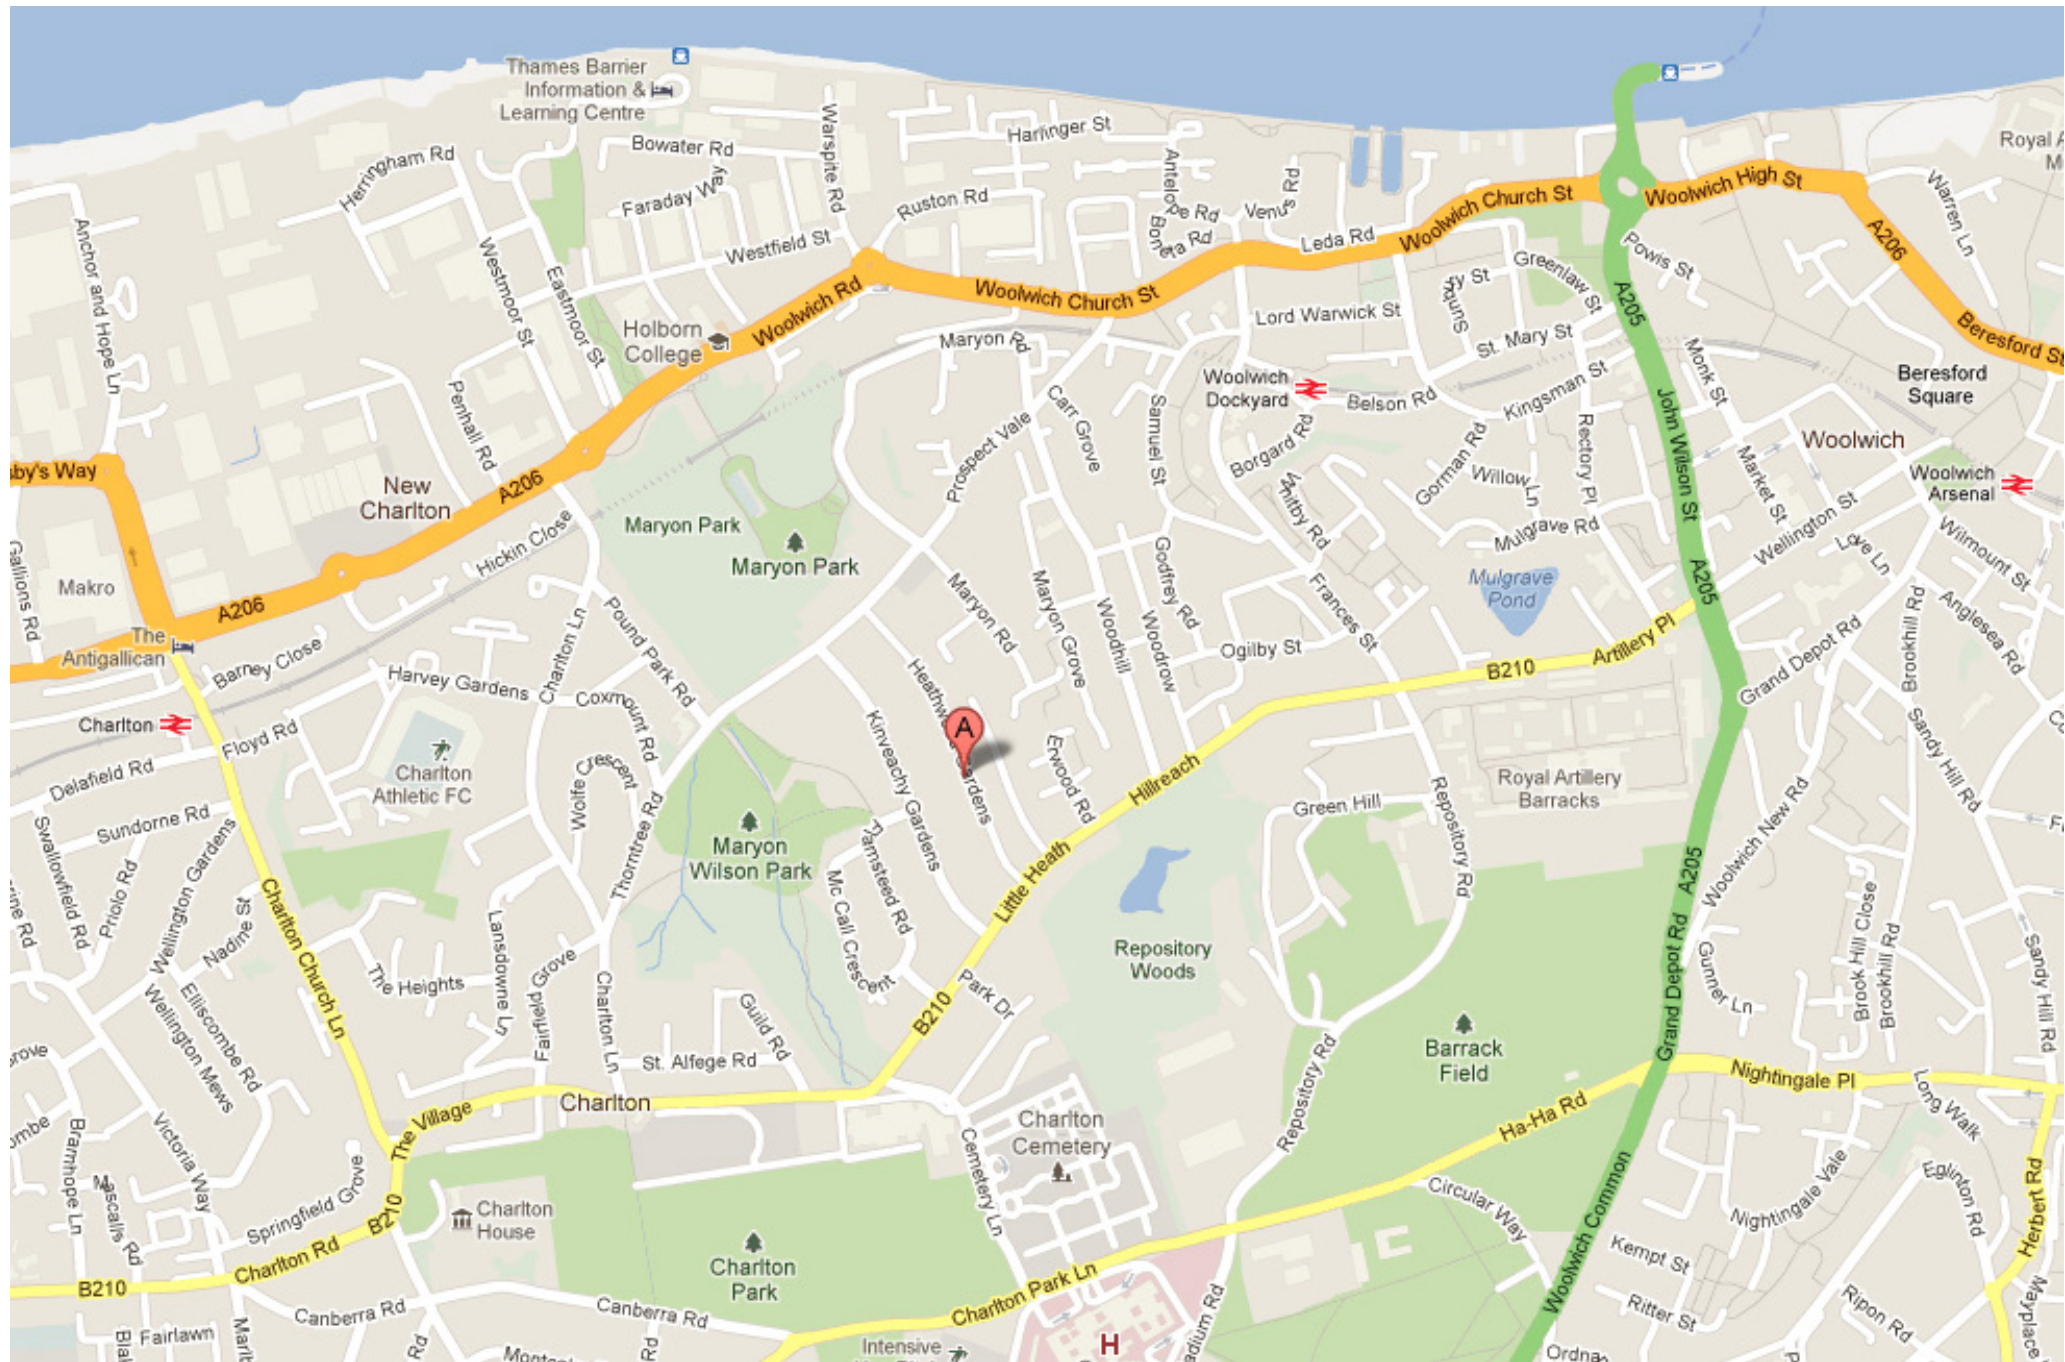 Thames Barrier
Information &
Learning Centre
Harlinger St
Bowater Rd
Warspite Rd
Herringham Rd
Faraday Way
Ruston Rd
Antelope Rd
Venus Rd
Woolwich Church St
Woolwich High St
Warren Ln
Royal
Anchor and Hope Ln
Westmoor St
Eastmoor St
Westfield St
Leda Rd
Powis St
A206
Greenlaw St
A205
Woolwich Rd
Woolwich Church St
Lord Warwick St
Beresford St
Holborn
College
Maryon Rd
St. Mary St
Monk St
Beresford
Square
Woolwich
Dockyard
Belson Rd
Kingsman St
Penhall Rd
Carr Grove
Samuel St
Rectory Pl
John Wilson St
Woolwich
Market St
Borgard Rd
Gorman Rd
Willow Ln
sby's Way
Prospect Vale
Woolwich
Arsenal
New
Charlton
A206
Whitby Rd
Wellington St
Maryon Park
Maryon Park
Hickin Close
Mulgrave Rd
Love Ln
Wilmount St
Gallions Rd
Makro
A206
Godfrey Rd
Frances St
Mulgrave
Pond
A205
Maryon Rd
Maryon Grove
Woodhill
Woodrow
Anglesea Rd
Brookhill Rd
Pound Park Rd
Charlton Ln
The
Antigallican
Barney Close
Ogilby St
Artillery Pl
B210
Grand Depot Rd
Harvey Gardens
Coxmount Rd
Charlton
Floyd Rd
Kinveachy Gardens
A
Gardens
Erwood Rd
Sandy Hill Rd
Charlton
Athletic FC
Delafield Rd
Wolfe Crescent
Hillreach
Royal Artillery
Barracks
Repository Rd
Green Hill
Sundorne Rd
Swallowfield Rd
Thorntree Rd
Maryon
Wilson Park
Woolwich New Rd
Wellington Gardens
Priolo Rd
Little Heath
Mc Call Crescent
A205
Charlton Church Ln
Nadine St
Lansdowne Ln
Repository
Woods
Grand Depot Rd
Gunner Ln
Brook Hill Close
Brookhill Rd
Sandy Hill Rd
The Heights
Fairfield Grove
Charlton Ln
Park Dr
Guild Rd
B210
Elliscombe Rd
Wellington Mews
St. Alfege Rd
Barrack
Field
Repository Rd
Nightingale Pl
Long Walk
Charlton
The Village
Charlton
Cemetery
Ha-Ha Rd
Victoria Way
Bramhope Ln
Mascalls Rd
Springfield Grove
B210
Cemetery Ln
Circular Way
Nightingale Vale
Eglinton Rd
Herbert Rd
Charlton
House
Woolwich Common
Kempt St
Charlton Rd
B210
Charlton
Park
Charlton Park Ln
Canberra Rd
Canberra Rd
Ritter St
Ripon Rd
Mayplace
Fairlawn
Rd
Rd
Intensive
H